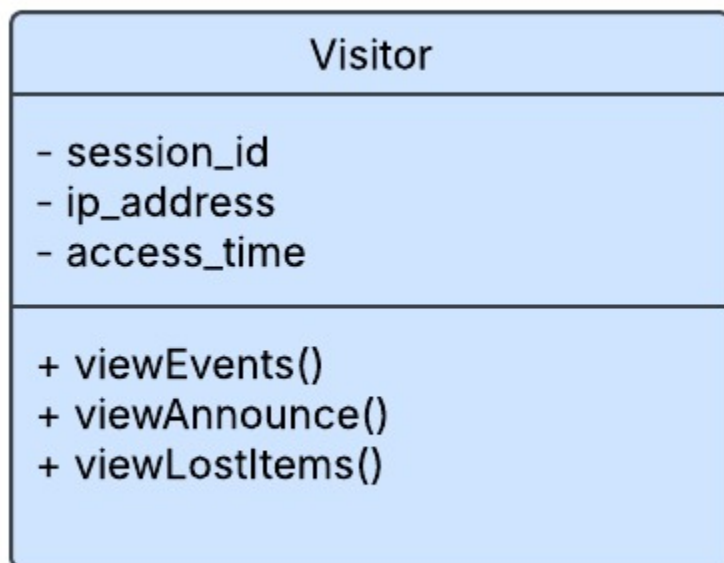 Visitor
- session_id
- ip_address
- access_time
+ viewEvents()
+ viewAnnounce()
+ viewLostItems()